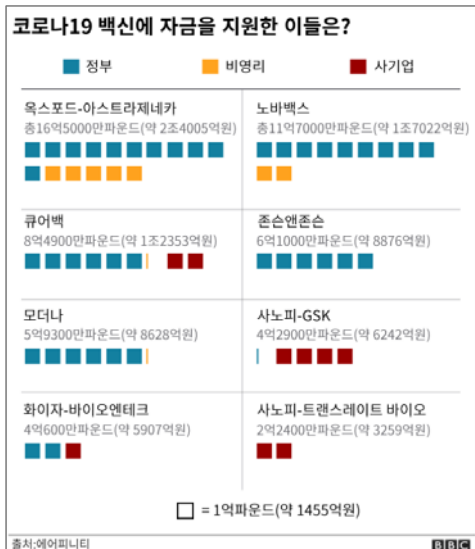 코로나19 백신에 자금을 지원한 이들은?
정부 비영리 사기업
옥스포드-아스트라제네카
총16억5000만파운드(약 2조4005억원)
노바백스
총11억7000만파운드(약 1조7022억원)
큐어백
8억4900만파운드(약 1조2353억원)
존슨앤존슨
6억1000만파운드(약 8876억원)
모더나
5억9300만파운드(약 8628억원)
사노피-GSK
4억2900만파운드(약 6242억원)
화이자-바이오엔테크
4억600만파운드(약 5907억원)
사노피-트랜스레이트 바이오
2억2400만파운드(약 3259억원)
= 1억파운드(약 1455억원)
출처:에어피니티
BBC